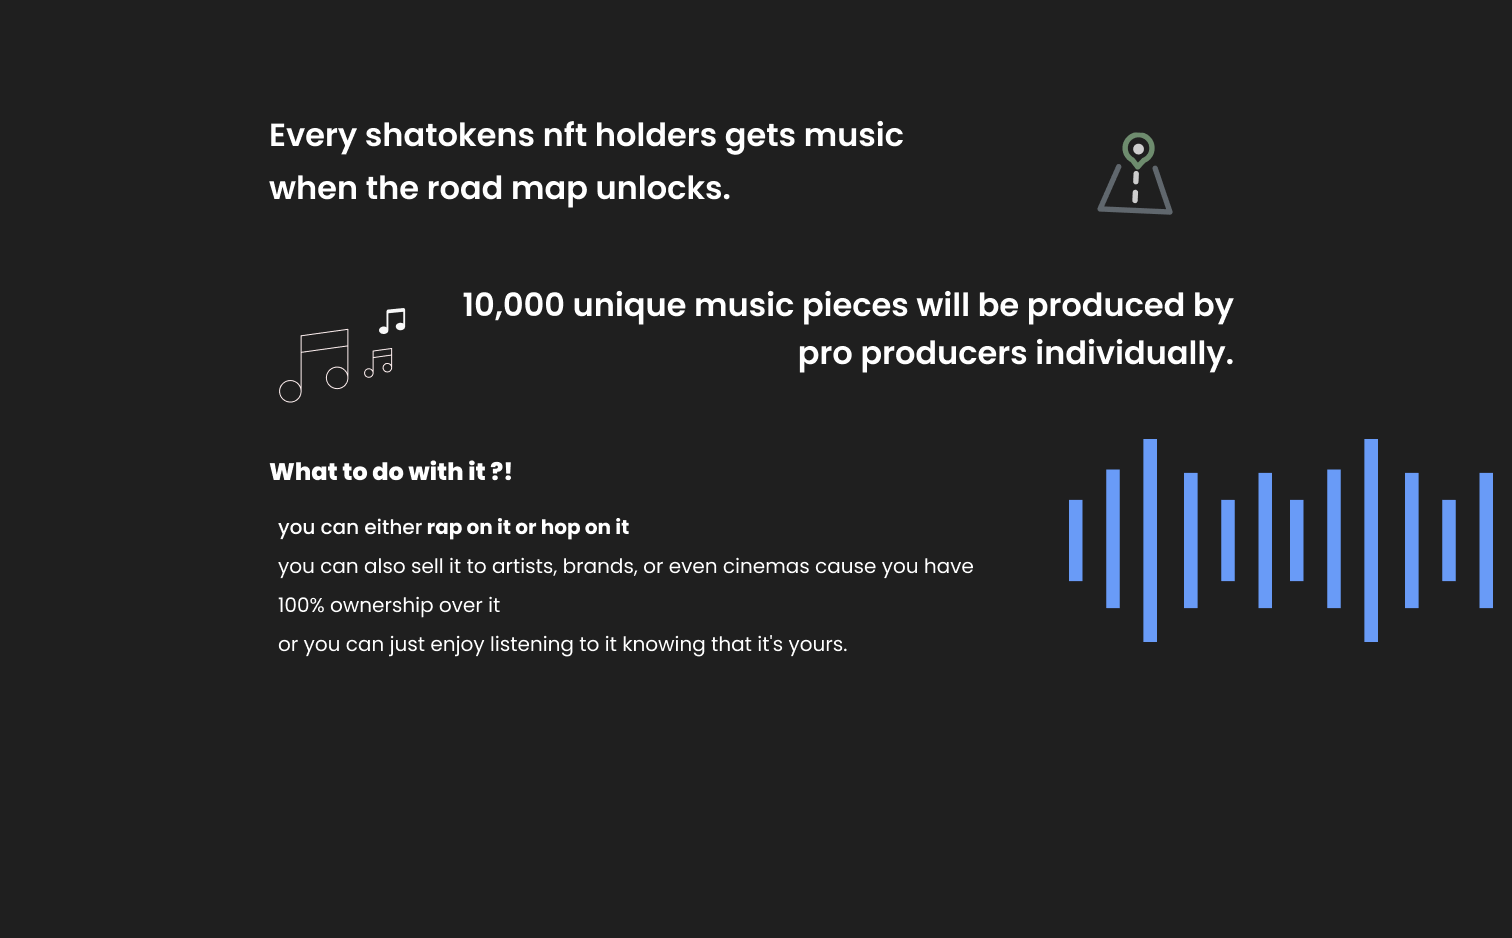 Every shatokens nft holders gets music
when the road map unlocks.
10,000 unique music pieces will be produced by
pro producers individually.
What to do with it ?!
you can either rap on it or hop on it
you can also sell it to artists, brands, or even cinemas cause you have
100% ownership over it
or you can just enjoy listening to it knowing that it's yours.